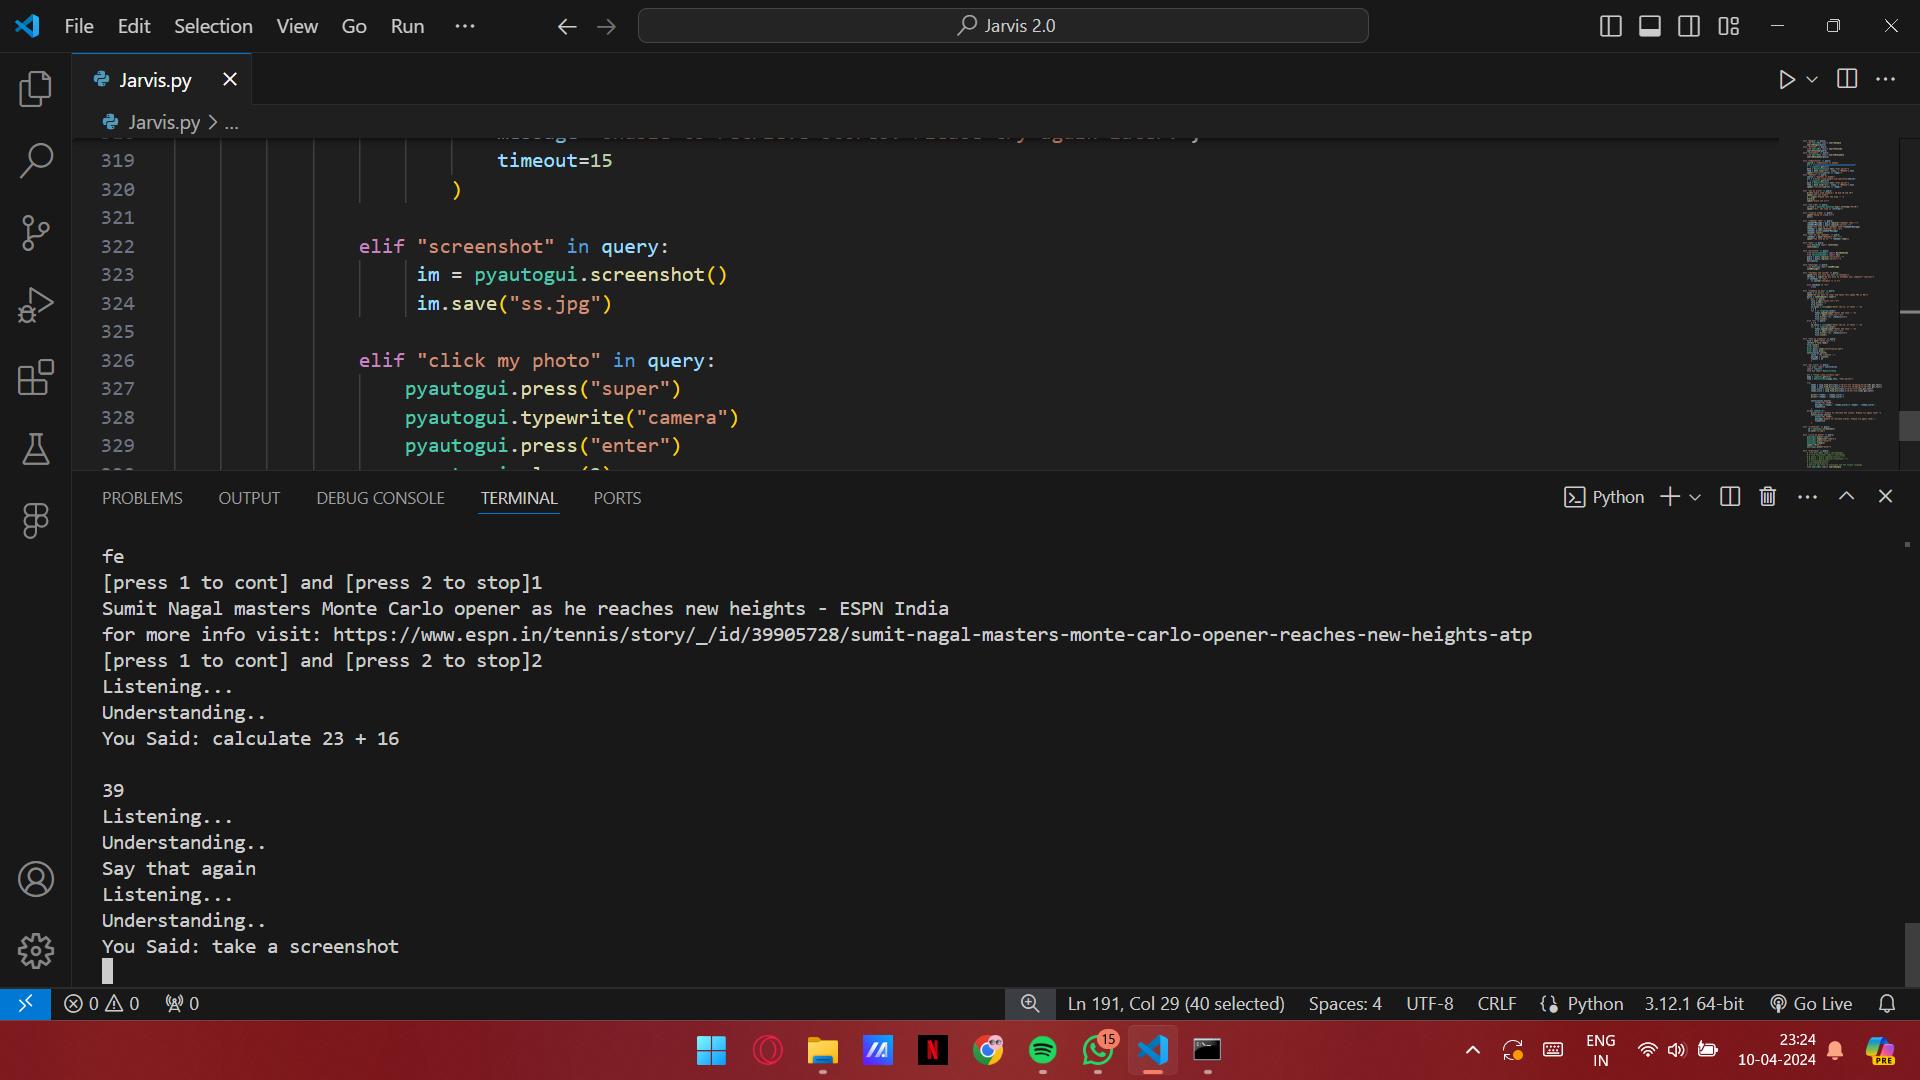 File Edit Selection View Go Run ...
Jarvis 2.0
Jarvis.py
Jarvis.py > ...
319 timeout=15
320 )
321
322 elif "screenshot" in query:
323 im = pyautogui.screenshot()
324 im.save("ss.jpg")
325
326 elif "click my photo" in query:
327 pyautogui.press("super")
328 pyautogui.typewrite("camera")
329 pyautogui.press("enter")
PROBLEMS OUTPUT DEBUG CONSOLE TERMINAL PORTS
Python
fe
[press 1 to cont] and [press 2 to stop]1
Sumit Nagal masters Monte Carlo opener as he reaches new heights - ESPN India
for more info visit: https://www.espn.in/tennis/story/_/id/39905728/sumit-nagal-masters-monte-carlo-opener-reaches-new-heights-atp
[press 1 to cont] and [press 2 to stop]2
Listening...
Understanding..
You Said: calculate 23 + 16
39
Listening...
Understanding..
Say that again
Listening...
Understanding..
You Said: take a screenshot
0 0 0 Ln 191, Col 29 (40 selected) Spaces: 4 UTF-8 CRLF {} Python 3.12.1 64-bit Go Live
N 15 ENG 23:24
IN 10-04-2024 PRE